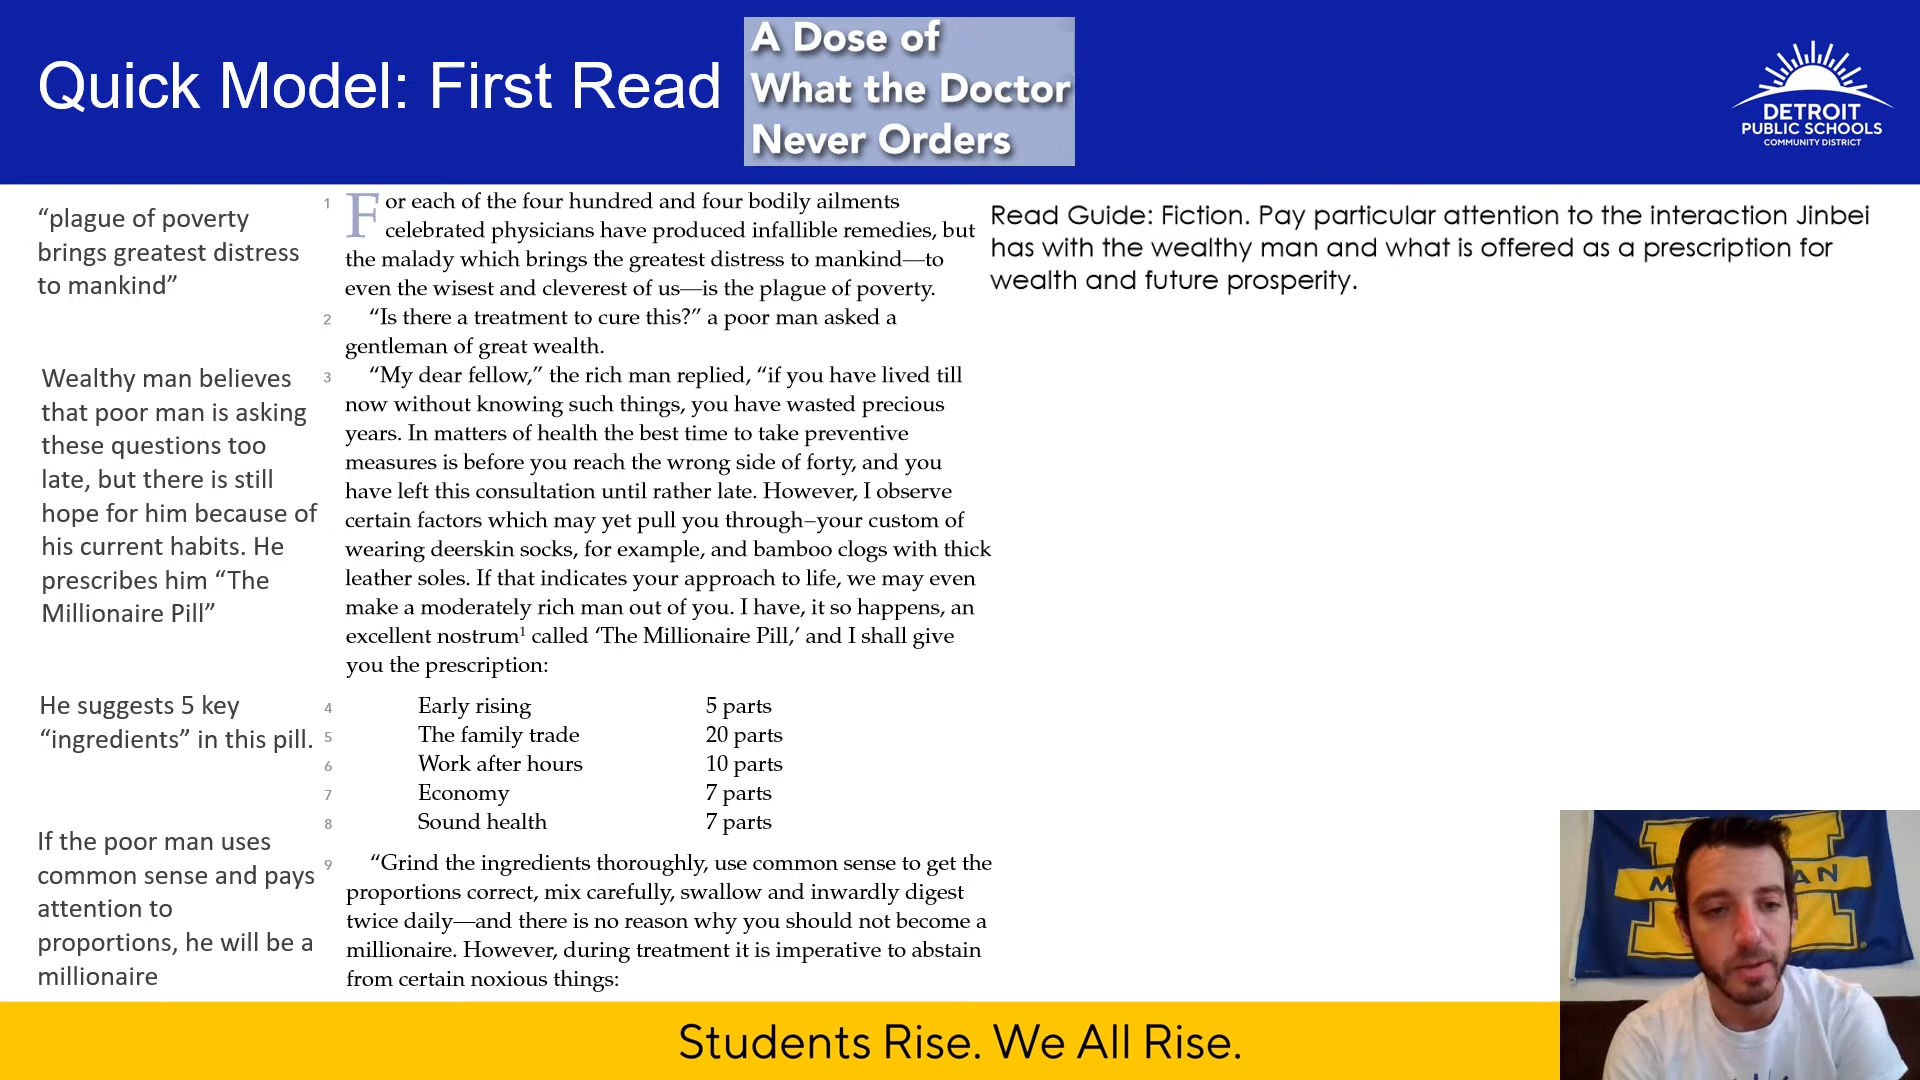 Quick Model: First Read
A Dose of
What the Doctor
Never Orders
DETROIT
PUBLIC SCHOOLS
COMMUNITY DISTRICT
“plague of poverty
brings greatest distress
to mankind”
Wealthy man believes
that poor man is asking
these questions too
late, but there is still
hope for him because of
his current habits. He
prescribes him “The
Millionaire Pill”
He suggests 5 key
“ingredients” in this pill.
If the poor man uses
common sense and pays
attention to
proportions, he will be a
millionaire
1 For each of the four hundred and four bodily ailments
celebrated physicians have produced infallible remedies, but
the malady which brings the greatest distress to mankind—to
even the wisest and cleverest of us—is the plague of poverty.
2 “Is there a treatment to cure this?” a poor man asked a
gentleman of great wealth.
3 “My dear fellow,” the rich man replied, “if you have lived till
now without knowing such things, you have wasted precious
years. In matters of health the best time to take preventive
measures is before you reach the wrong side of forty, and you
have left this consultation until rather late. However, I observe
certain factors which may yet pull you through–your custom of
wearing deerskin socks, for example, and bamboo clogs with thick
leather soles. If that indicates your approach to life, we may even
make a moderately rich man out of you. I have, it so happens, an
excellent nostrum¹ called ‘The Millionaire Pill,’ and I shall give
you the prescription:
4 Early rising 5 parts
5 The family trade 20 parts
6 Work after hours 10 parts
7 Economy 7 parts
8 Sound health 7 parts
9 “Grind the ingredients thoroughly, use common sense to get the
proportions correct, mix carefully, swallow and inwardly digest
twice daily—and there is no reason why you should not become a
millionaire. However, during treatment it is imperative to abstain
from certain noxious things:
Read Guide: Fiction. Pay particular attention to the interaction Jinbei
has with the wealthy man and what is offered as a prescription for
wealth and future prosperity.
Students Rise. We All Rise.